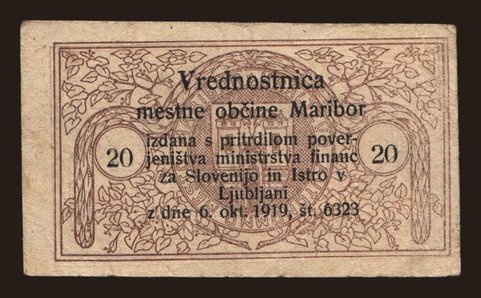 Vrednostnica
mestne občine Maribor
izdana s pritrdilom pover-
jeništva ministrstva financ
za Slovenijo in Istro v
Ljubljani
z dne 6. okt. 1919, št. 6323
20
20